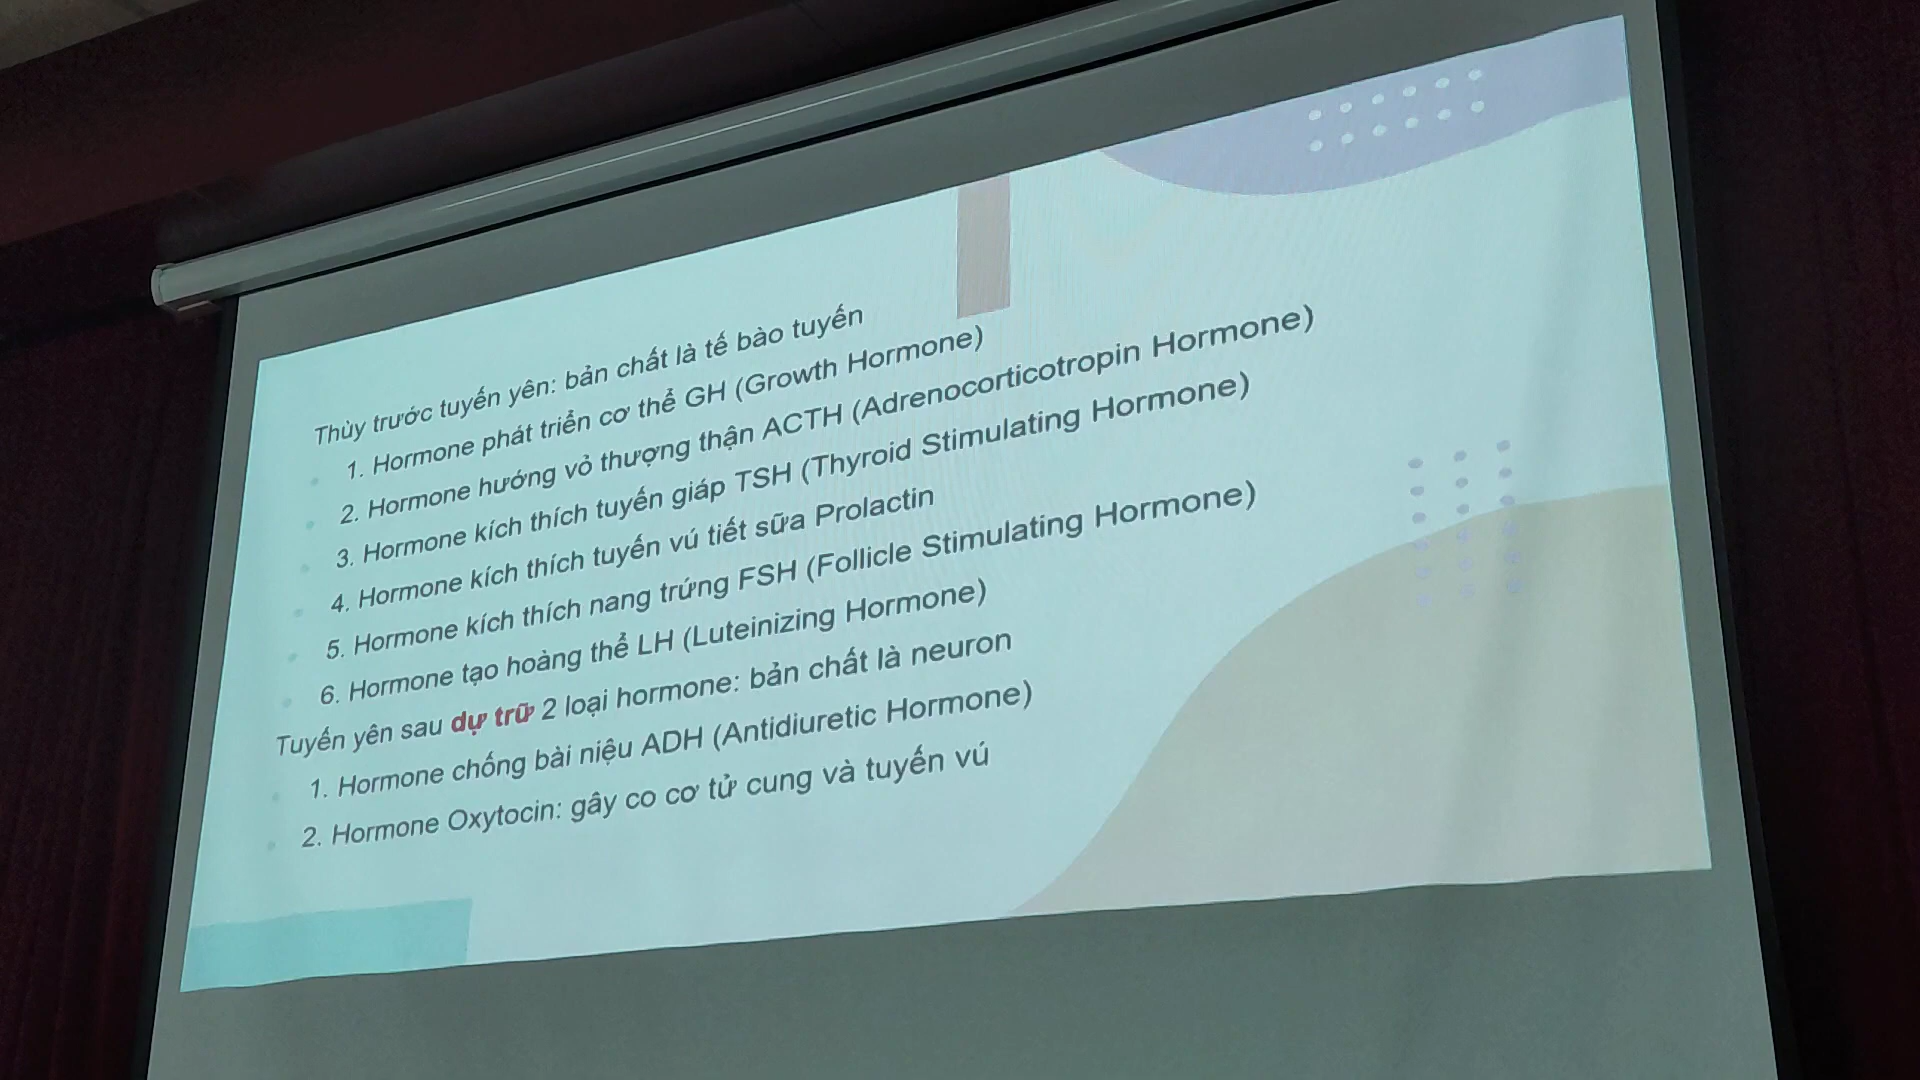 Thùy trước tuyến yên: bản chất là tế bào tuyến
1. Hormone phát triển cơ thể GH (Growth Hormone)
2. Hormone hướng vỏ thượng thận ACTH (Adrenocorticotropin Hormone)
3. Hormone kích thích tuyến giáp TSH (Thyroid Stimulating Hormone)
4. Hormone kích thích tuyến vú tiết sữa Prolactin
5. Hormone kích thích nang trứng FSH (Follicle Stimulating Hormone)
6. Hormone tạo hoàng thể LH (Luteinizing Hormone)
Tuyến yên sau dự trữ 2 loại hormone: bản chất là neuron
1. Hormone chống bài niệu ADH (Antidiuretic Hormone)
2. Hormone Oxytocin: gây co cơ tử cung và tuyến vú